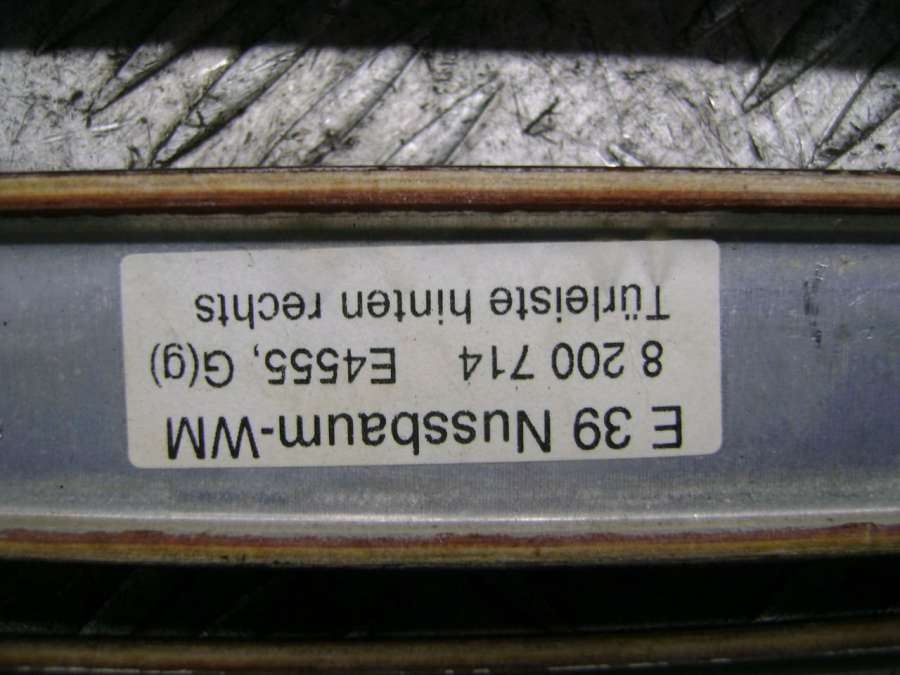 E 39 Nussbaum-WM
8 200 714 E4555, G(g)
Türleiste hinten rechts